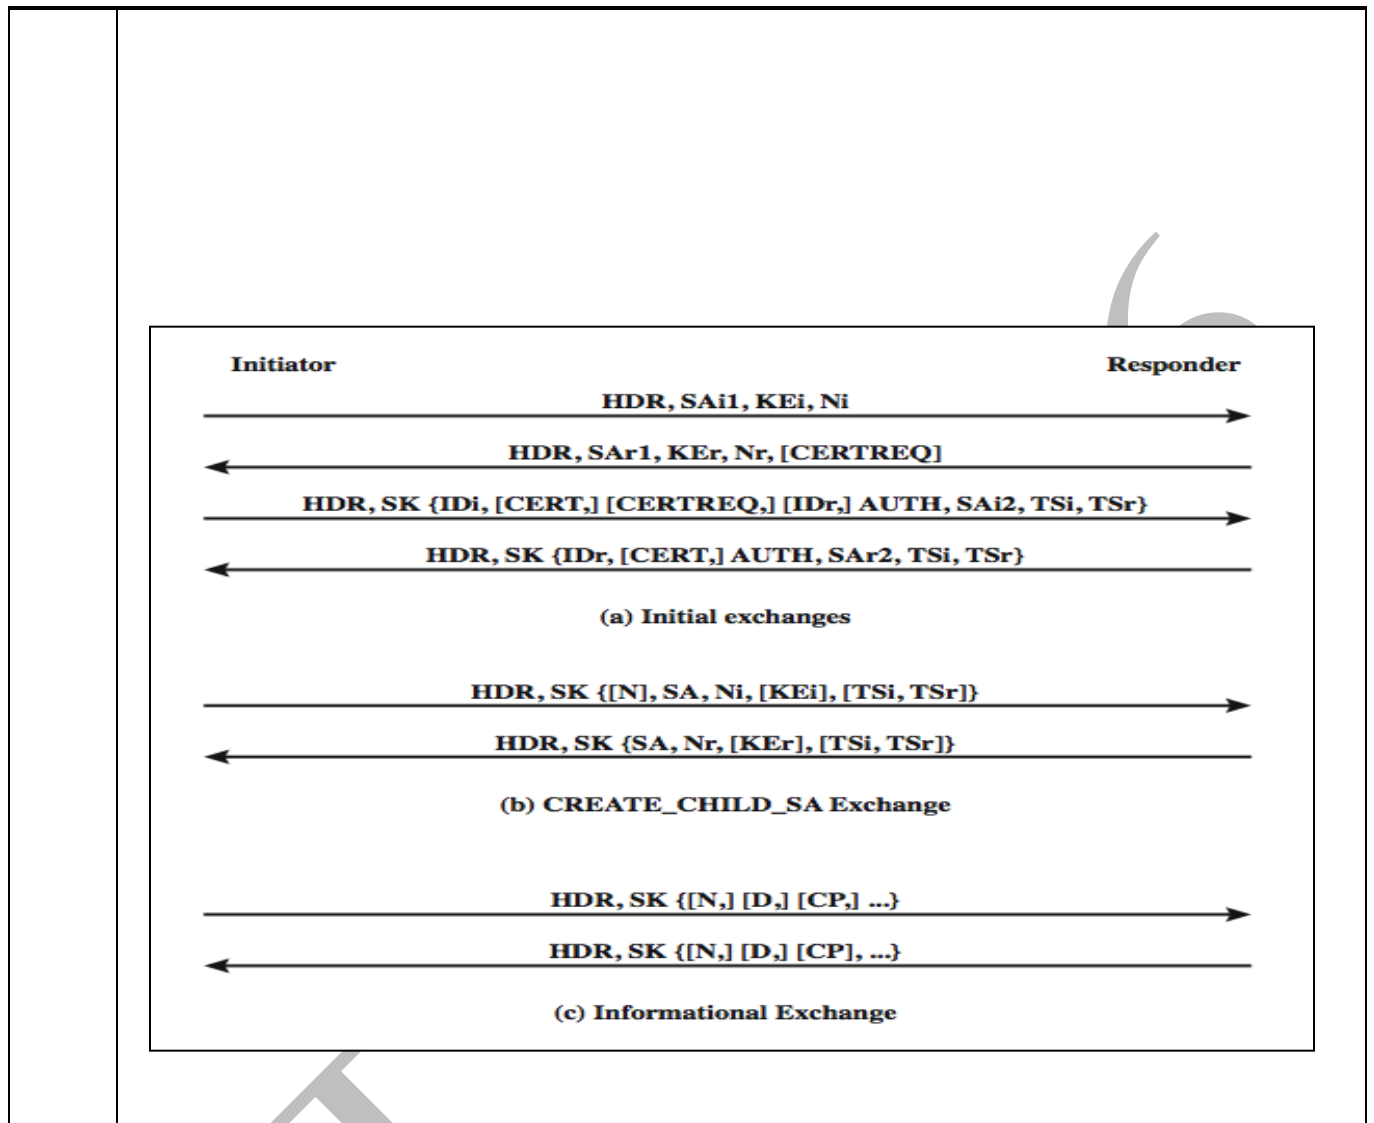 Initiator Responder
HDR, SAi1, KEi, Ni
HDR, SAr1, KEr, Nr, [CERTREQ]
HDR, SK {IDi, [CERT,] [CERTREQ,] [IDr,] AUTH, SAi2, TSi, TSr}
HDR, SK {IDr, [CERT,] AUTH, SAr2, TSi, TSr}
(a) Initial exchanges
HDR, SK {[N], SA, Ni, [KEi], [TSi, TSr]}
HDR, SK {SA, Nr, [KEr], [TSi, TSr]}
(b) CREATE_CHILD_SA Exchange
HDR, SK {[N,] [D,] [CP,] ...}
HDR, SK {[N,] [D,] [CP], ...}
(c) Informational Exchange